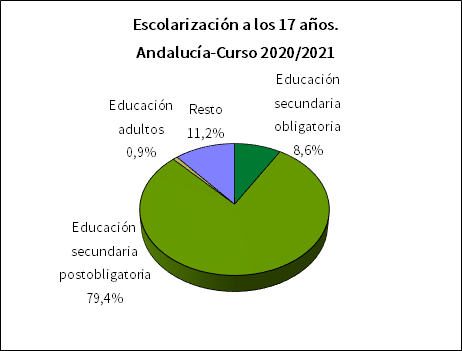 Escolarización a los 17 años.
Andalucía-Curso 2020/2021
Educación
secundaria
obligatoria
8,6%
Resto
11,2%
Educación
adultos
0,9%
Educación
secundaria
postobligatoria
79,4%